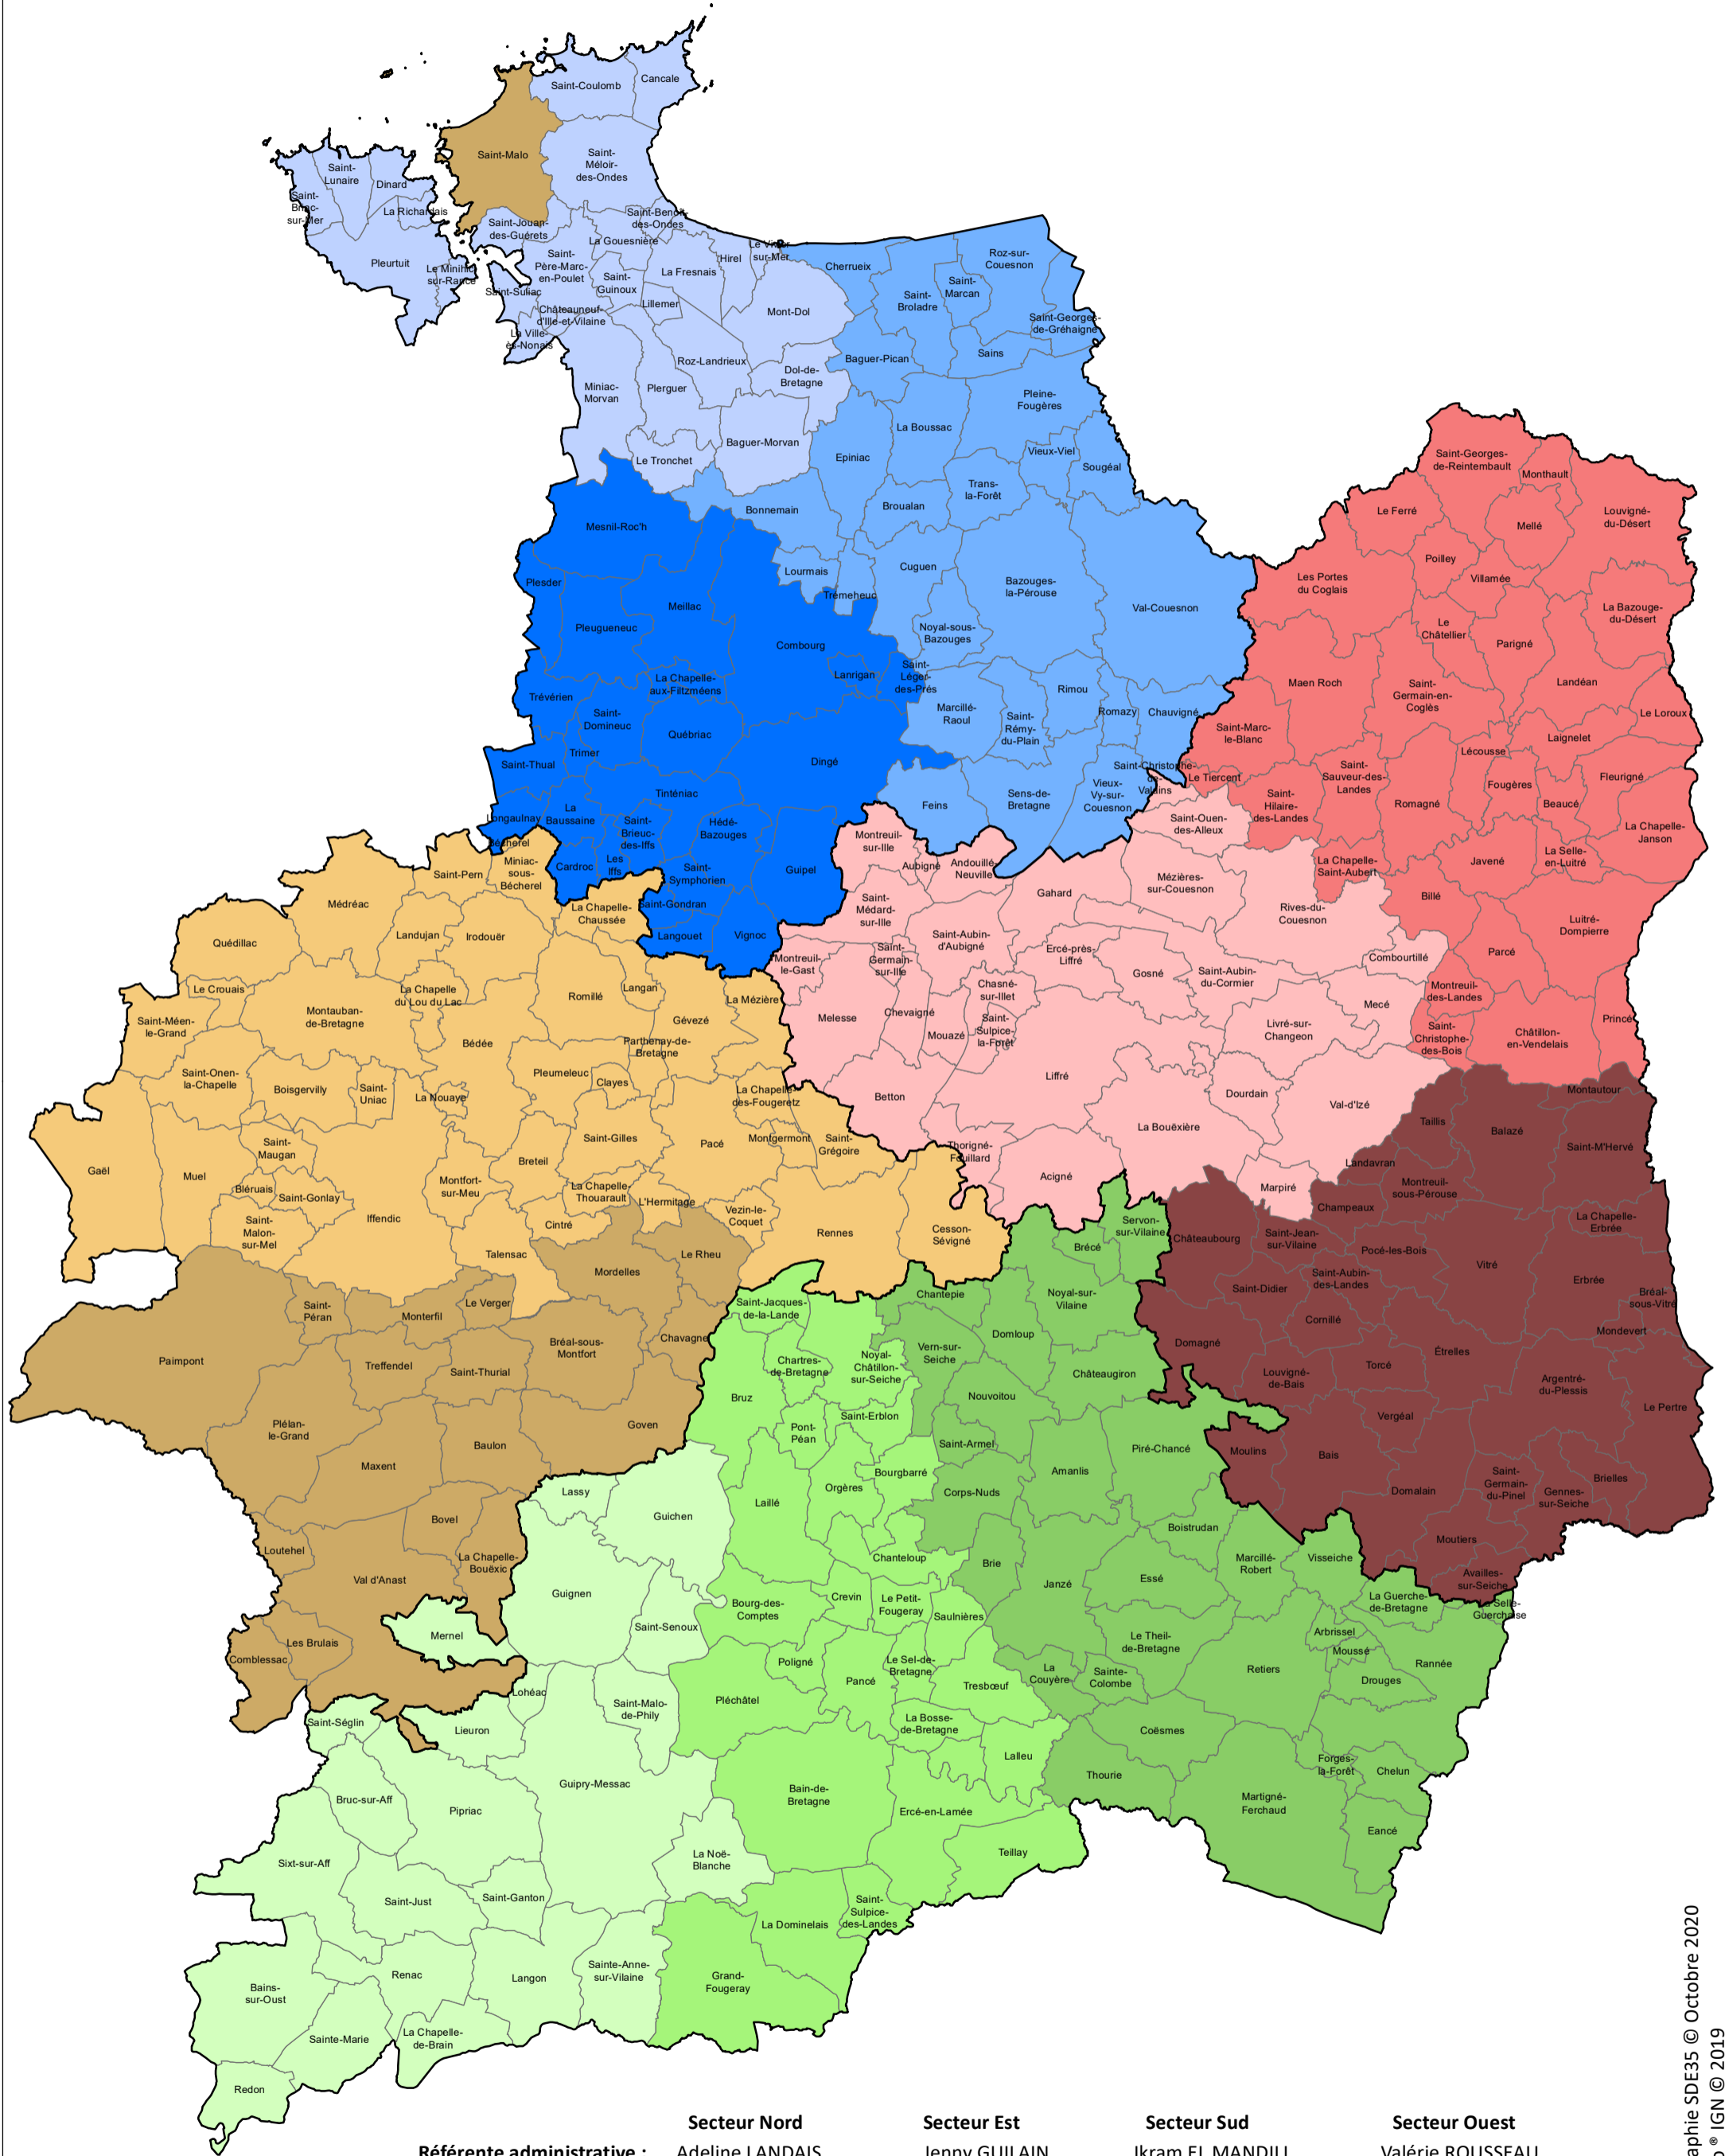 Saint-Coulomb
Cancale
Saint-Malo
Saint-
Méloir-
des-Ondes
Saint-
Lunaire
Dinard
Saint-
Briac-
sur-Mer
La Richardais
Saint-Jouan-
des-Guérets
Saint-Benoît-
des-Ondes
La Gouesnière
Pleurtuit
Le Minihic-
sur-Rance
Saint-
Père-Marc-
en-Poulet
Saint-
Guinoux
La Fresnais
Hirel
Le Vivier-
sur-Mer
Cherrueix
Roz-sur-
Couesnon
Saint-Suliac
Châteauneuf-
d'Ille-et-Vilaine
Lillemer
Mont-Dol
Saint-
Broladre
Saint-
Marcan
Saint-Georges-
de-Gréhaigne
La Ville-
ès-Nonais
Roz-Landrieux
Dol-de-
Bretagne
Baguer-Pican
Sains
Miniac-
Morvan
Plerguer
Pleine-
Fougères
La Boussac
Baguer-Morvan
Le Tronchet
Epiniac
Vieux-Viel
Sougéal
Trans-
la-Forêt
Bonnemain
Broualan
Mesnil-Roc'h
Lourmais
Cuguen
Bazouges-
la-Pérouse
Val-Couesnon
Trémeheuc
Plesder
Meillac
Pleugueneuc
Combourg
Noyal-sous-
Bazouges
Lanrigan
Saint-
Léger-
des-Prés
La Chapelle-
aux-Filtzméens
Trévérien
Saint-
Domineuc
Québriac
Marcillé-
Raoul
Saint-
Rémy-
du-Plain
Rimou
Romazy
Chauvigné
Trimer
Saint-Thual
Dingé
Tinténiac
Saint-Christophe-
de-
Valains
Vieux-
Vy-sur-
Couesnon
Sens-de-
Bretagne
Feins
Longaulnay
La
Baussaine
Saint-
Brieuc-
des-Iffs
Hédé-
Bazouges
Bécherel
Cardroc
Les
Iffs
Saint-
Symphorien
Guipel
Saint-Gondran
Langouet
Vignoc
Saint-Georges-
de-Reintembault
Monthault
Le Ferré
Mellé
Louvigné-
du-Désert
Poilley
Villamée
Les Portes
du Coglais
La Bazouge-
du-Désert
Le
Châtellier
Parigné
Maen Roch
Saint-
Germain-en-
Coglès
Landéan
Le Loroux
Saint-Marc-
le-Blanc
Laignelet
Lécousse
Le Tiercent
Saint-
Sauveur-des-
Landes
Fougères
Fleurigné
Saint-
Hilaire-
des-Landes
Romagné
Beaucé
La Chapelle-
Janson
La Chapelle-
Saint-Aubert
Javené
La Selle-
en-Luitré
Billé
Luitré-
Dompierre
Parcé
Montreuil-
des-Landes
Saint-
Christophe-
des-Bois
Châtillon-
en-Vendelais
Princé
Montreuil-
sur-Ille
Aubigné
Andouillé-
Neuville
Saint-Ouen-
des-Alleux
Gahard
Mézières-
sur-Couesnon
Rives-du-
Couesnon
Saint-
Médard-
sur-Ille
Saint-Aubin-
d'Aubigné
Ercé-près-
Liffré
Combourtillé
Montreuil-
le-Gast
Saint-
Germain-
sur-Ille
Gosné
Saint-Aubin-
du-Cormier
Chasné-
sur-Illet
Mecé
Melesse
Chevaigné
Mouazé
Saint-
Sulpice-
la-Forêt
Livré-sur-
Changeon
Liffré
Betton
Dourdain
Val-d'Izé
La Bouëxière
Thorigné-
Fouillard
Acigné
Marpiré
Saint-Pern
Miniac-
sous-
Bécherel
Médréac
La Chapelle-
Chaussée
Quédillac
Landujan
Irodouër
Le Crouais
La Chapelle
du Lou du Lac
Romillé
Langan
La Mézière
Saint-Méen-
le-Grand
Montauban-
de-Bretagne
Gévezé
Bédée
Parthenay-de-
Bretagne
Saint-Onen-
la-Chapelle
Boisgervilly
Saint-
Uniac
La Nouaye
Pleumeleuc
Clayes
La Chapelle-
des-Fougeretz
Saint-
Maugan
Saint-Gilles
Pacé
Montgermont
Saint-
Grégoire
Gaël
Muel
Bléruais
Saint-Gonlay
Breteil
Montfort-
sur-Meu
La Chapelle-
Thouarault
L'Hermitage
Saint-
Malon-
sur-Mel
Iffendic
Cintré
Vezin-le-
Coquet
Rennes
Cesson-
Sévigné
Talensac
Mordelles
Le Rheu
Saint-
Péran
Monterfil
Le Verger
Paimpont
Treffendel
Saint-Thurial
Bréal-sous-
Montfort
Chavagne
Plélan-
le-Grand
Goven
Maxent
Baulon
Bovel
Loutehel
Val d'Anast
La Chapelle-
Bouëxic
Les Brulais
Comblessac
Montautour
Taillis
Balazé
Saint-M'Hervé
Landavran
Montreuil-
sous-Pérouse
Champeaux
La Chapelle-
Erbrée
Châteaubourg
Saint-Jean-
sur-Vilaine
Pocé-les-Bois
Vitré
Erbrée
Saint-Didier
Saint-Aubin-
des-Landes
Bréal-
sous-Vitré
Cornillé
Mondevert
Domagné
Étrelles
Louvigné-
de-Bais
Torcé
Argentré-
du-Plessis
Vergéal
Le Pertre
Moulins
Bais
Domalain
Saint-
Germain-
du-Pinel
Gennes-
sur-Seiche
Brielles
Moutiers
Availles-
sur-Seiche
Servon-
sur-Vilaine
Brécé
Chantepie
Noyal-sur-
Vilaine
Domloup
Vern-sur-
Seiche
Châteaugiron
Nouvoitou
Saint-Armel
Amanlis
Piré-Chancé
Corps-Nuds
Boistrudan
Brie
Janzé
Essé
Marcillé-
Robert
Visseiche
La Guerche-
de-Bretagne
La Selle-
Guerchaise
Le Theil-
de-Bretagne
Arbrissel
Moussé
Rannée
Retiers
Drouges
La
Couyère
Sainte-
Colombe
Coësmes
Thourie
Forges-
la-Forêt
Chelun
Martigné-
Ferchaud
Eancé
Saint-Jacques-
de-la-Lande
Chartres-
de-Bretagne
Noyal-
Châtillon-
sur-Seiche
Bruz
Pont-
Péan
Saint-Erblon
Bourgbarré
Orgères
Laillé
Chanteloup
Crevin
Le Petit-
Fougeray
Bourg-des-
Comptes
Saulnières
Poligné
Pancé
Le Sel-de-
Bretagne
Tresbœuf
Pléchâtel
La Bosse-
de-Bretagne
Lalleu
Bain-de-
Bretagne
Ercé-en-Lamée
Teillay
La Dominelais
Saint-
Sulpice-
des-Landes
Grand-
Fougeray
Lassy
Guichen
Guignen
Saint-Senoux
Mernel
Lohéac
Saint-Malo-
de-Phily
Saint-Séglin
Lieuron
Guipry-Messac
Bruc-sur-Aff
Pipriac
La Noë-
Blanche
Sixt-sur-Aff
Saint-Just
Saint-Ganton
Bains-
sur-Oust
Renac
Langon
Sainte-Anne-
sur-Vilaine
Sainte-Marie
La Chapelle-
de-Brain
Redon
Secteur Nord
Secteur Est
Secteur Sud
Secteur Ouest
Référente administrative :
Adeline LANDAIS
Jenny GUILAIN
Ikram EL MANDILI
Valérie ROUSSEAU
aphie SDE35 © Octobre 2020
® IGN © 2019